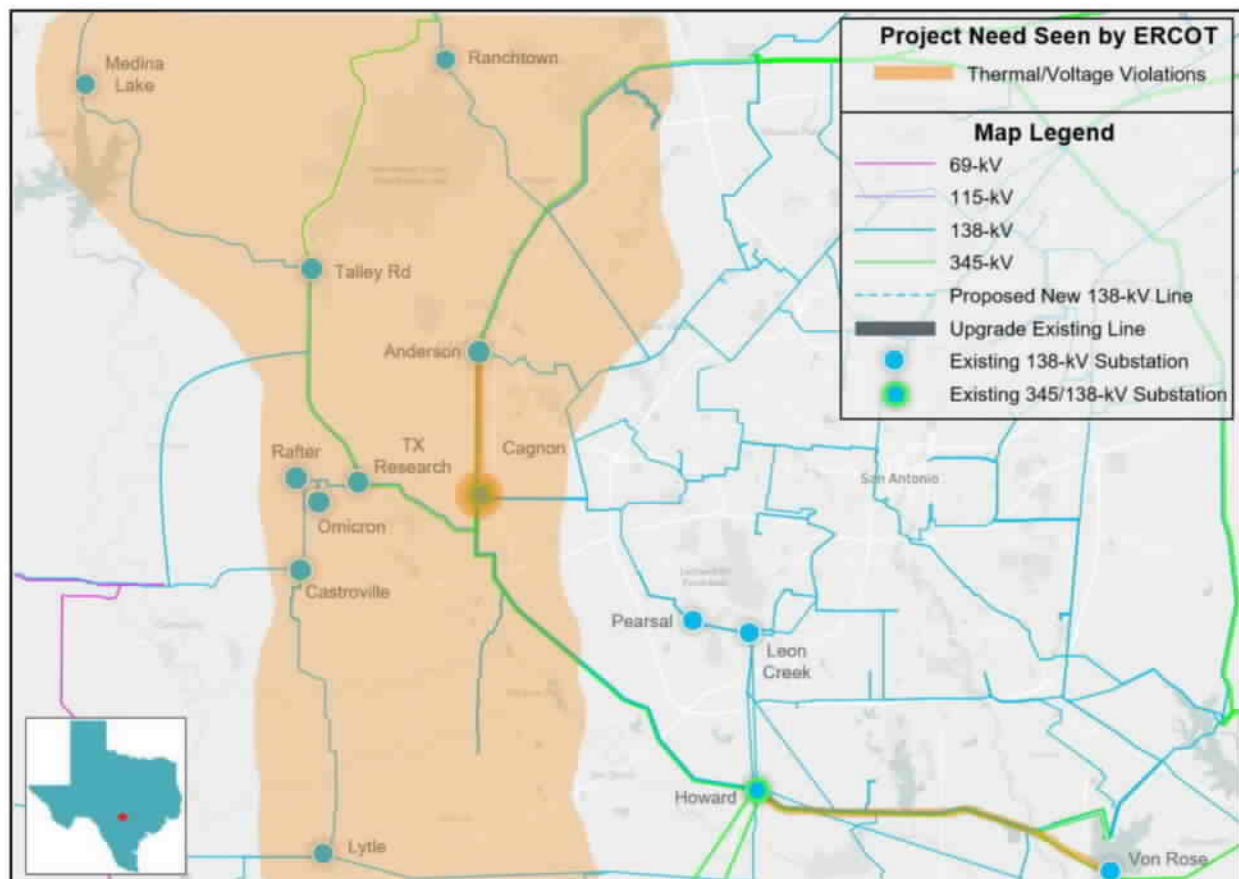 Project Need Seen by ERCOT
Thermal/Voltage Violations
Map Legend
69-kV
115-kV
138-kV
345-kV
Proposed New 138-kV Line
Upgrade Existing Line
Existing 138-kV Substation
Existing 345/138-kV Substation
Medina
Lake
Ranchtown
Talley Rd
Anderson
Rafter
TX
Research
Cagnon
Omicron
San Antonio
Castroville
Pearsal
Leon
Creek
Howard
Lytle
Von Rose